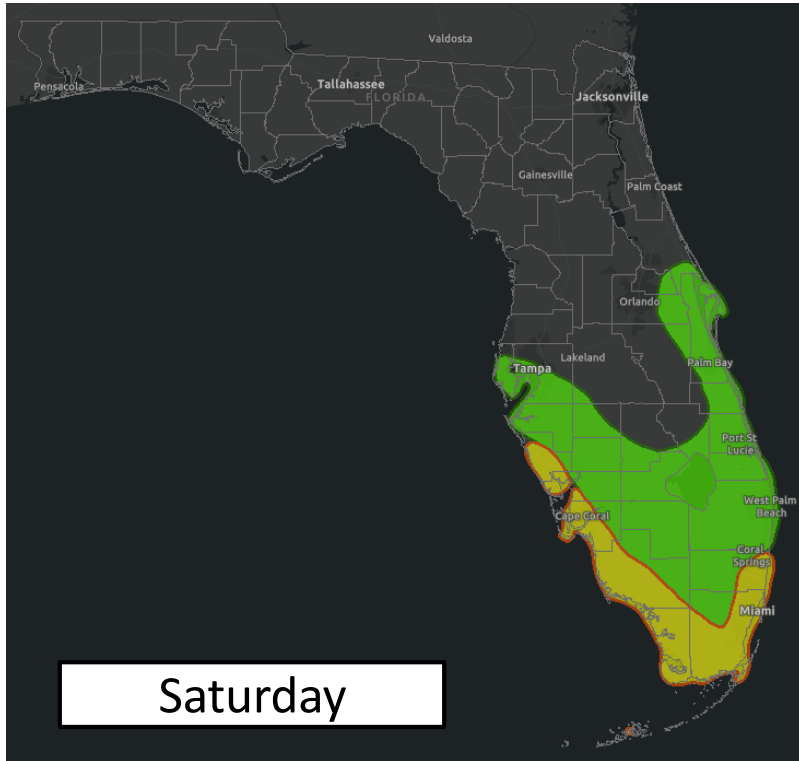 Valdosta
Pensacola
Tallahassee
FLORIDA
Jacksonville
Gainesville
Palm Coast
Orlando
Lakeland
Tampa
Palm Bay
Port St
Lucie
West Palm
Beach
Cape Coral
Coral
Springs
Miami
Saturday